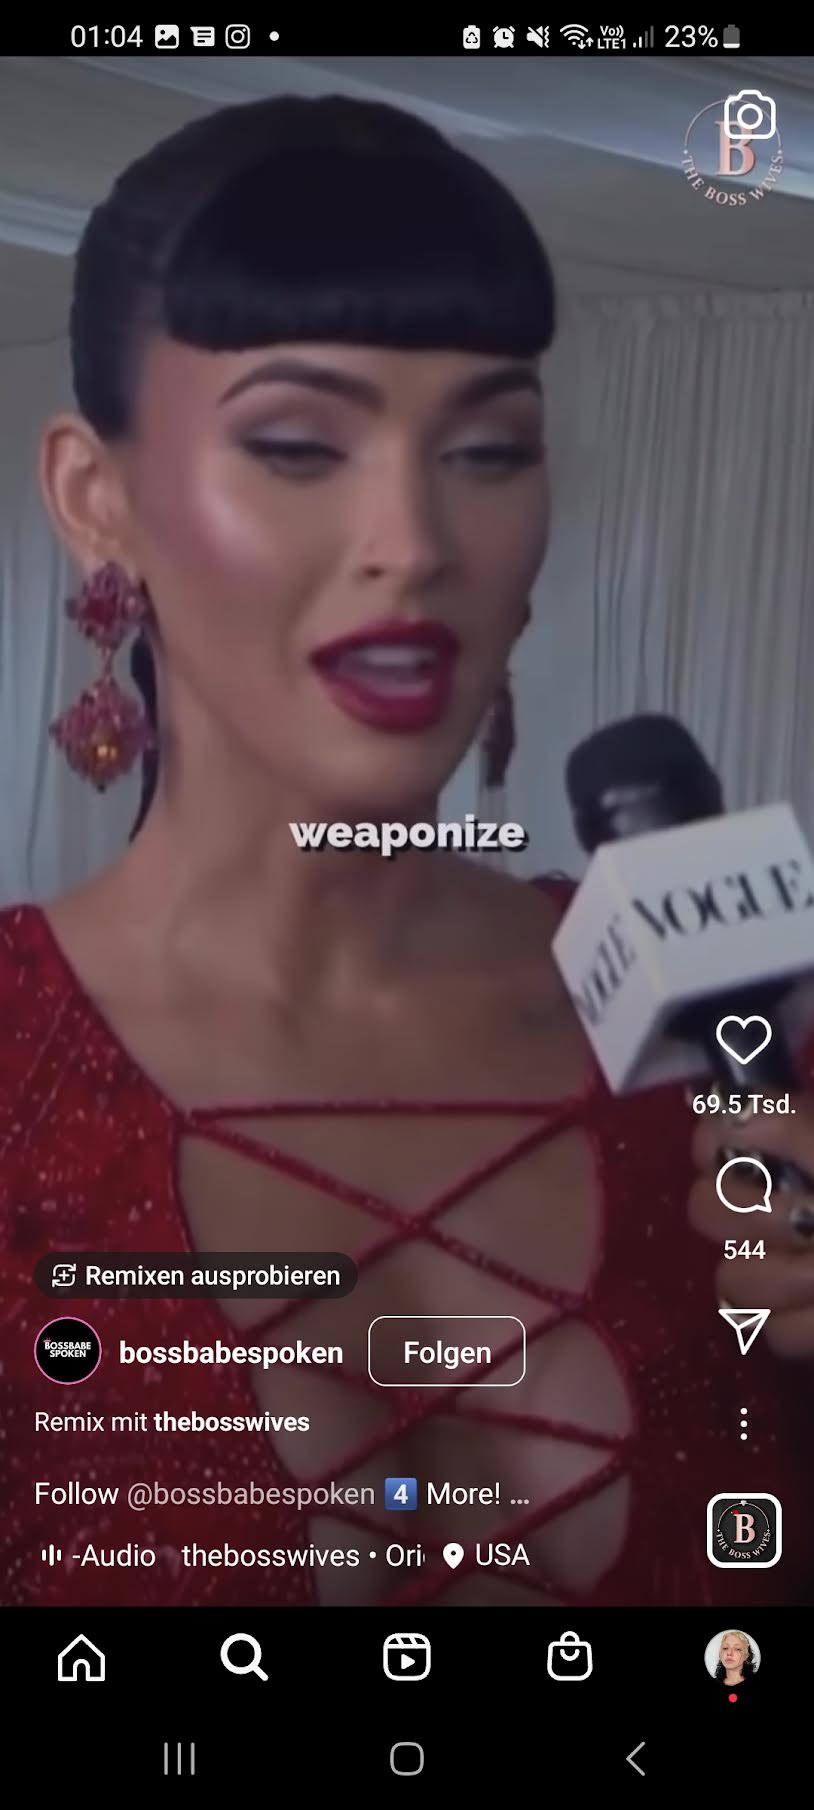 01:04
Vo))
LTE1
23%
B
THE BOSS WIVES
weaponize
VOGUE
VOGUE
69.5 Tsd.
544
Remixen ausprobieren
BOSSBABE
SPOKEN
bossbabespoken
Folgen
Remix mit thebosswives
Follow @bossbabespoken 4️⃣ More! ...
-Audio thebosswives • Ori
USA
B
THE BOSS WIVES